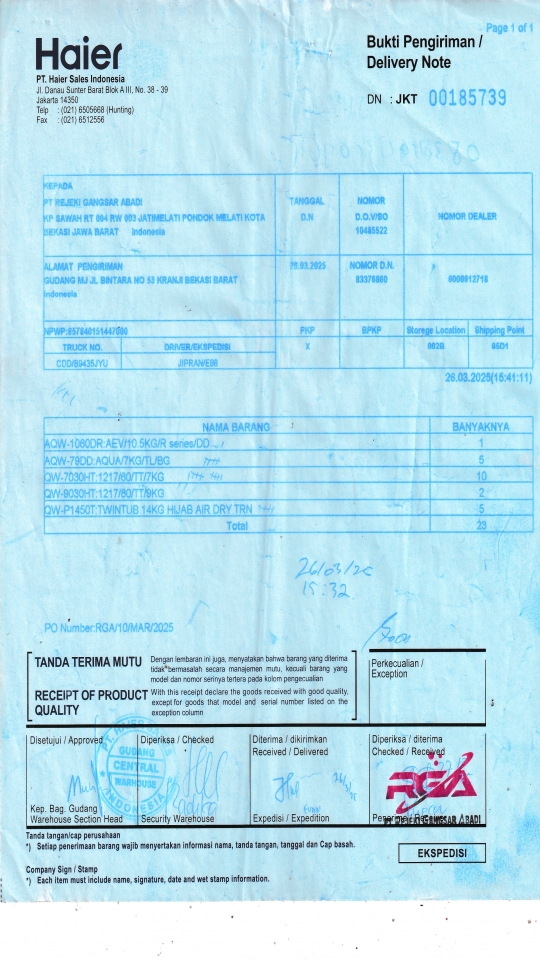 Page 1 of 1
Haier
PT. Haier Sales Indonesia
Jl. Danau Sunter Barat Blok A III, No. 38 - 39
Jakarta 14350
Telp : (021) 6505668 (Hunting)
Fax : (021) 6512556
Bukti Pengiriman /
Delivery Note
DN : JKT 00185739
KEPADA
PT REJEKI GANGSAR ABADI
KP SAWAH RT 004 RW 003 JATIMELATI PONDOK MELATI KOTA
BEKASI JAWA BARAT Indonesia
TANGGAL
D.N
NOMOR
D.O.V/SO
10485522
NOMOR DEALER
ALAMAT PENGIRIMAN
GUDANG MJ JL BINTARA NO 53 KRANJI BEKASI BARAT
Indonesia
26.03.2025
NOMOR D.N.
83376860
NPWP:
PKP
BPKP
Storege Location
Shipping Point
TRUCK NO.
DRIVER/EKSPEDISI
X
002B
85D1
CDD/B9435JYU
JIPRAN/E98
26.03.2025(15:41:11)
NAMA BARANG
BANYAKNYA
AQW-1060DR:AEV/10.5KG/R series/DD 1
AQW-79DD:AQUA/7KG/TL/BG 5
QW-7030HT:1217/60/TT/7KG 10
QW-9030HT:1217/60/TT/9KG 2
QW-P1450T:TWINTUB 14KG HIJAB AIR DRY TRN 5
Total 23
26/03/25
15:32
PO Number:RGA/10/MAR/2025
TANDA TERIMA MUTU
Dengan lembaran ini juga, menyatakan bahwa barang yang diterima
tidak bermasalah secara manajemen mutu, kecuali barang yang
model dan nomor serinya tertera pada kolom pengecualian
RECEIPT OF PRODUCT
QUALITY
With this receipt declare the goods received with good quality,
except for goods that model and serial number listed on the
exception column
Perkecualian /
Exception
Disetujui / Approved
Diperiksa / Checked
Diterima / dikirimkan
Received / Delivered
Diperiksa / diterima
Checked / Received
PT. HAIER
GUDANG
CENTRAL
WAREHOUSE
INDONESIA
RGA
PT REJEKI GANGSAR ABADI
Kep. Bag. Gudang
Warehouse Section Head
Security Warehouse
Expedisi / Expedition
Tanda tangan/cap perusahaan
*) Setiap penerimaan barang wajib menyertakan informasi nama, tanda tangan, tanggal dan Cap basah.
EKSPEDISI
Company Sign / Stamp
*) Each item must include name, signature, date and wet stamp information.